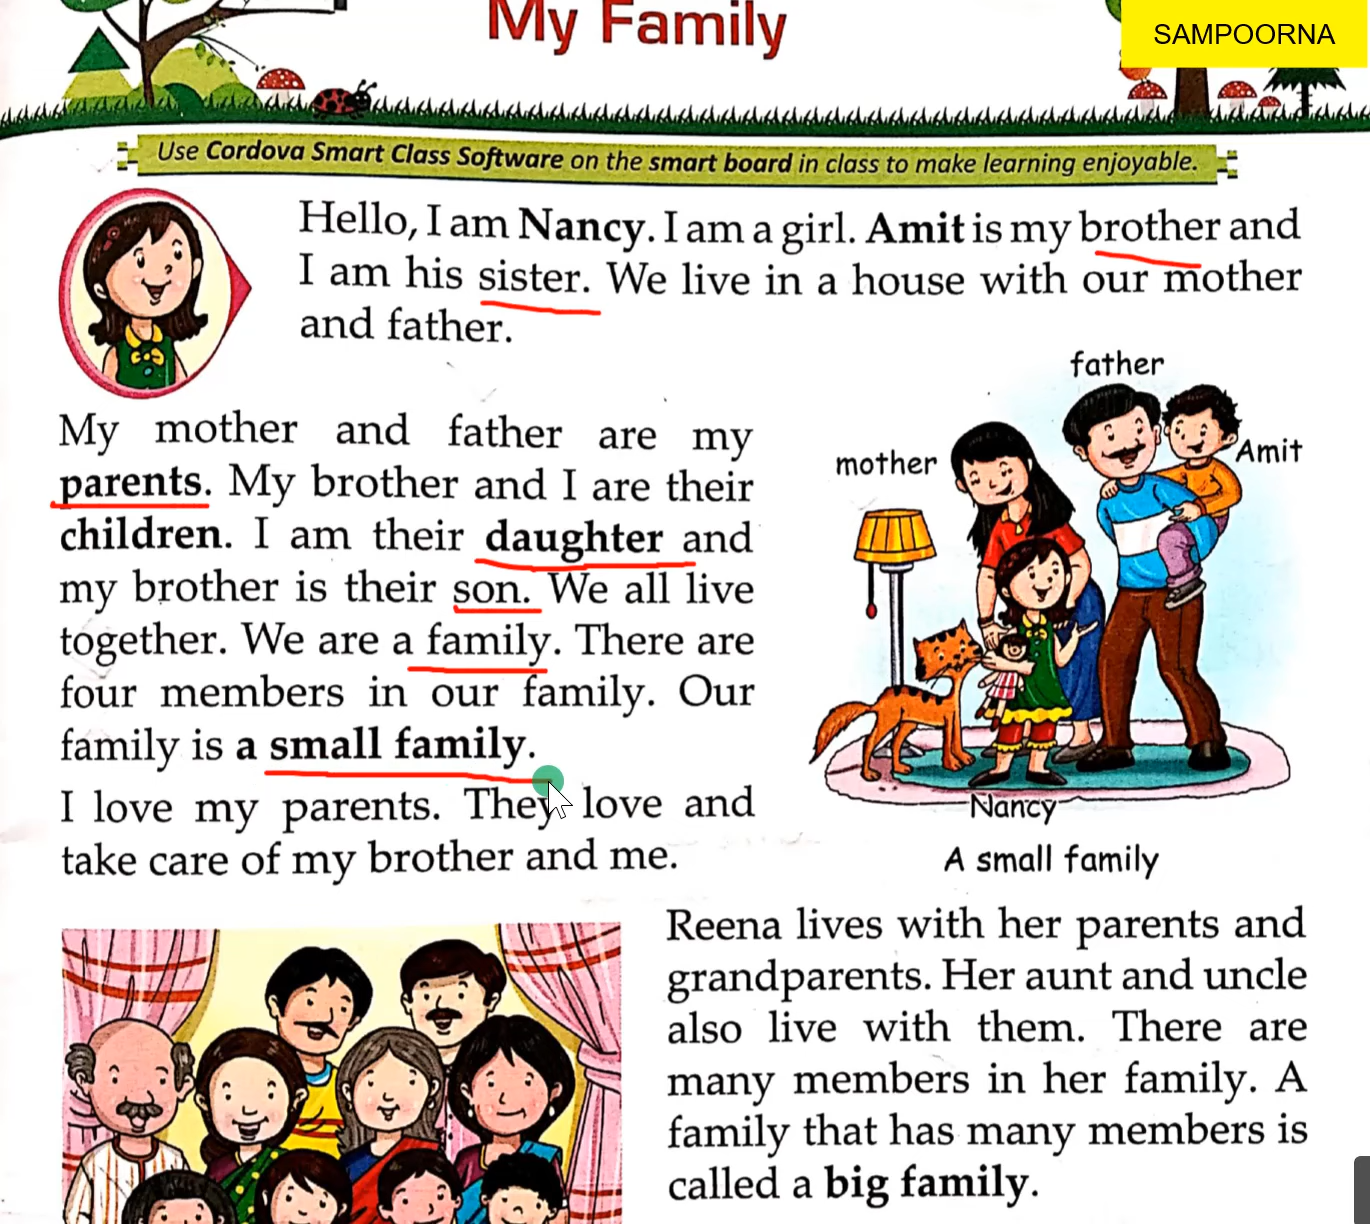 My Family
SAMPOORNA
Use Cordova Smart Class Software on the smart board in class to make learning enjoyable.
Hello, I am Nancy. I am a girl. Amit is my brother and
I am his sister. We live in a house with our mother
and father.
My mother and father are my
parents. My brother and I are their
children. I am their daughter and
my brother is their son. We all live
together. We are a family. There are
four members in our family. Our
family is a small family.
I love my parents. They love and
take care of my brother and me.
father
mother
Amit
Nancy
A small family
Reena lives with her parents and
grandparents. Her aunt and uncle
also live with them. There are
many members in her family. A
family that has many members is
called a big family.